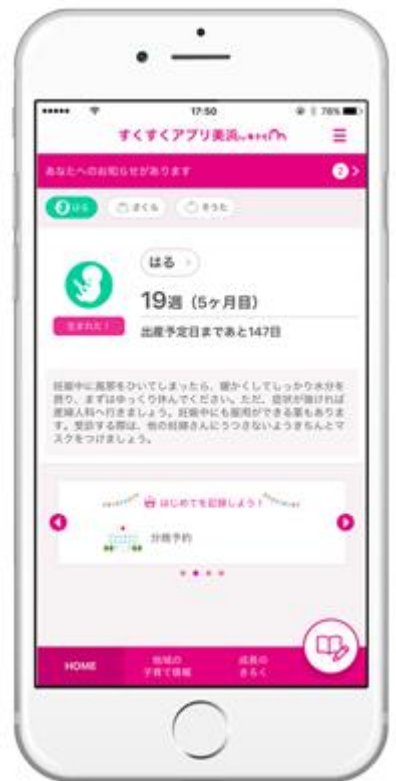 17:50
76%
すくすくアプリ美浜
あなたへのお知らせがあります
2
はる
さくら
そうた
はる
19週（5ヶ月目）
生まれた！
出産予定日まであと147日
妊娠中に風邪をひいてしまったら、暖かくしてしっかり水分を
摂り、まずはゆっくり休んでください。ただ、症状が強ければ
産婦人科へ行きましょう。妊娠中にも服用ができる薬もありま
す。受診する際は、他の妊婦さんにうつさないようきちんとマ
スクをつけましょう。
はじめてを記録しよう！
分娩予約
HOME
地域の
子育て情報
成長の
きろく